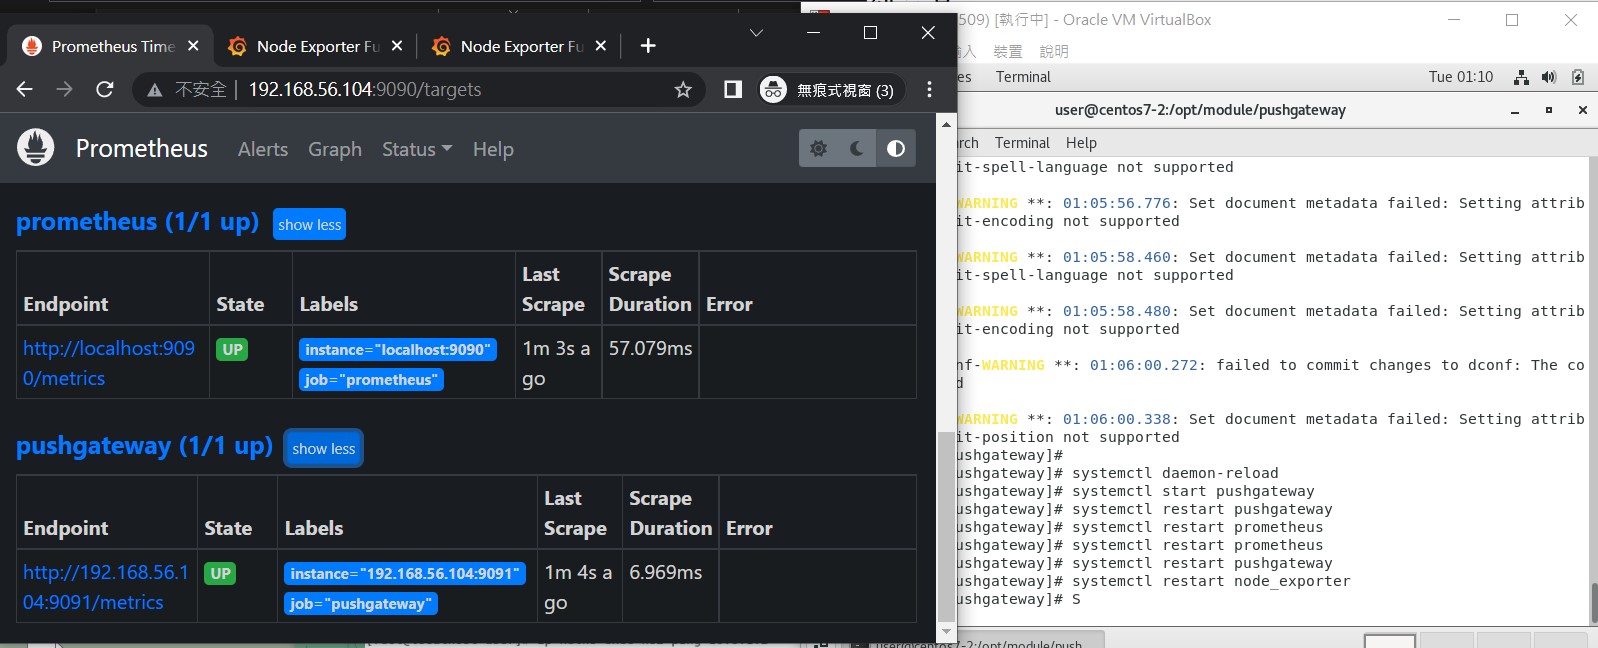 Prometheus Time
Node Exporter Fu
Node Exporter Fu
不安全
192.168.56.104:9090/targets
無痕式視窗 (3)
Prometheus
Alerts
Graph
Status
Help
prometheus (1/1 up)
show less
Endpoint
State
Labels
Last
Scrape
Scrape
Duration
Error
http://localhost:909
0/metrics
UP
instance="localhost:9090"
job="prometheus"
1m 3s a
go
57.079ms
pushgateway (1/1 up)
show less
Endpoint
State
Labels
Last
Scrape
Scrape
Duration
Error
http://192.168.56.1
04:9091/metrics
UP
instance="192.168.56.104:9091"
job="pushgateway"
1m 4s a
go
6.969ms
509) [執行中] - Oracle VM VirtualBox
入 裝置 說明
es Terminal
Tue 01:10
user@centos7-2:/opt/module/pushgateway
rch Terminal Help
it-spell-language not supported
WARNING **: 01:05:56.776: Set document metadata failed: Setting attrib
it-encoding not supported
WARNING **: 01:05:58.460: Set document metadata failed: Setting attrib
it-spell-language not supported
WARNING **: 01:05:58.480: Set document metadata failed: Setting attrib
it-encoding not supported
nf-WARNING **: 01:06:00.272: failed to commit changes to dconf: The co
d
WARNING **: 01:06:00.338: Set document metadata failed: Setting attrib
it-position not supported
ushgateway]#
ushgateway]# systemctl daemon-reload
ushgateway]# systemctl start pushgateway
ushgateway]# systemctl restart pushgateway
ushgateway]# systemctl restart prometheus
ushgateway]# systemctl restart prometheus
ushgateway]# systemctl restart pushgateway
ushgateway]# systemctl restart node_exporter
ushgateway]# S
user@centos7-2:/opt/module/push